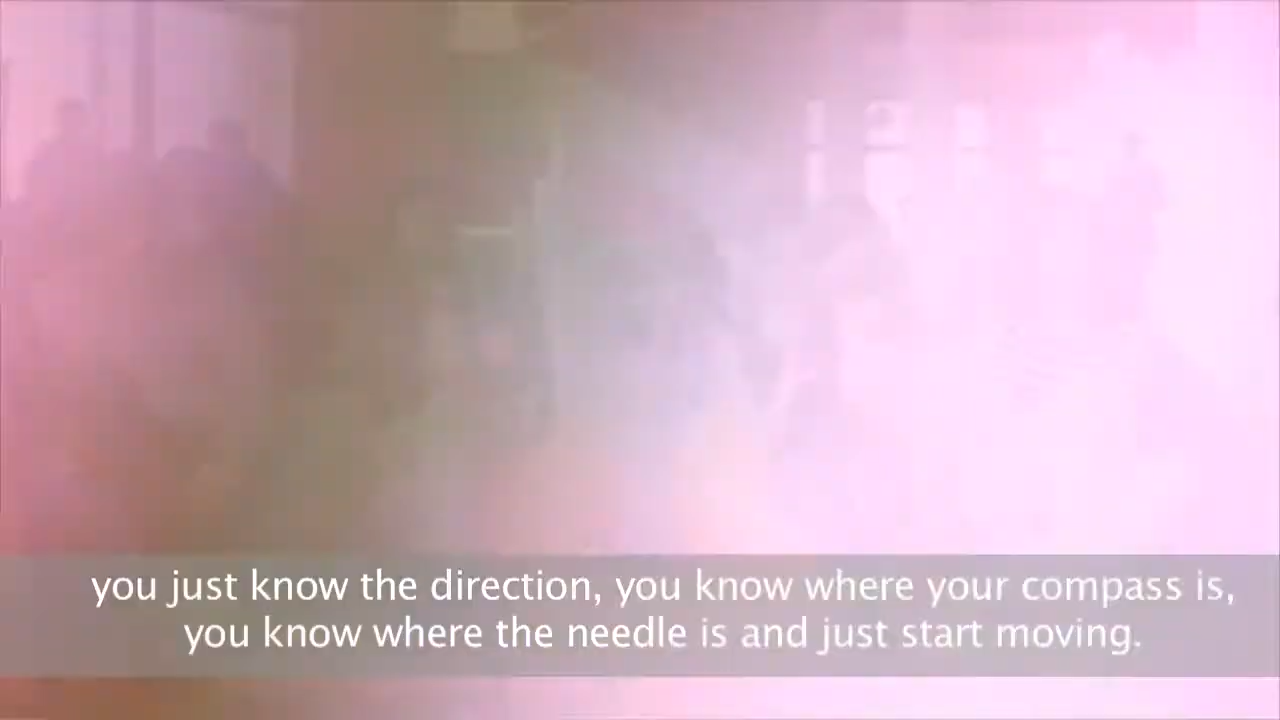 you just know the direction, you know where your compass is,
you know where the needle is and just start moving.